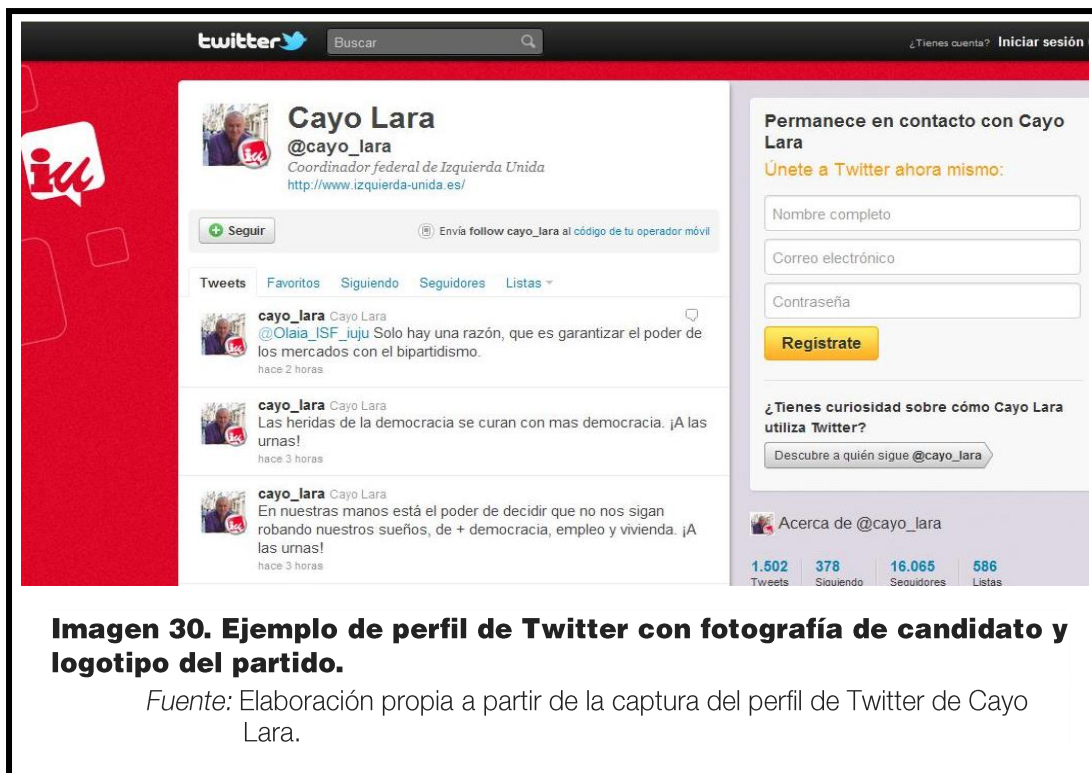 twitter
Buscar
¿Tienes cuenta? Iniciar sesión
iu
Cayo Lara
@cayo_lara
Coordinador federal de Izquierda Unida
http://www.izquierda-unida.es/
Seguir
Envía follow cayo_lara al código de tu operador móvil
Tweets Favoritos Siguiendo Seguidores Listas
cayo_lara Cayo Lara
@Olaia_ISF_iuju Solo hay una razón, que es garantizar el poder de
los mercados con el bipartidismo.
hace 2 horas
cayo_lara Cayo Lara
Las heridas de la democracia se curan con mas democracia. ¡A las
urnas!
hace 3 horas
cayo_lara Cayo Lara
En nuestras manos está el poder de decidir que no nos sigan
robando nuestros sueños, de + democracia, empleo y vivienda. ¡A
las urnas!
hace 3 horas
Permanece en contacto con Cayo
Lara
Únete a Twitter ahora mismo:
Nombre completo
Correo electrónico
Contraseña
Registrate
¿Tienes curiosidad sobre cómo Cayo Lara
utiliza Twitter?
Descubre a quién sigue @cayo_lara
Acerca de @cayo_lara
1.502 378 16.065 586
Tweets Siguiendo Seguidores Listas
Imagen 30. Ejemplo de perfil de Twitter con fotografía de candidato y
logotipo del partido.
Fuente: Elaboración propia a partir de la captura del perfil de Twitter de Cayo
Lara.